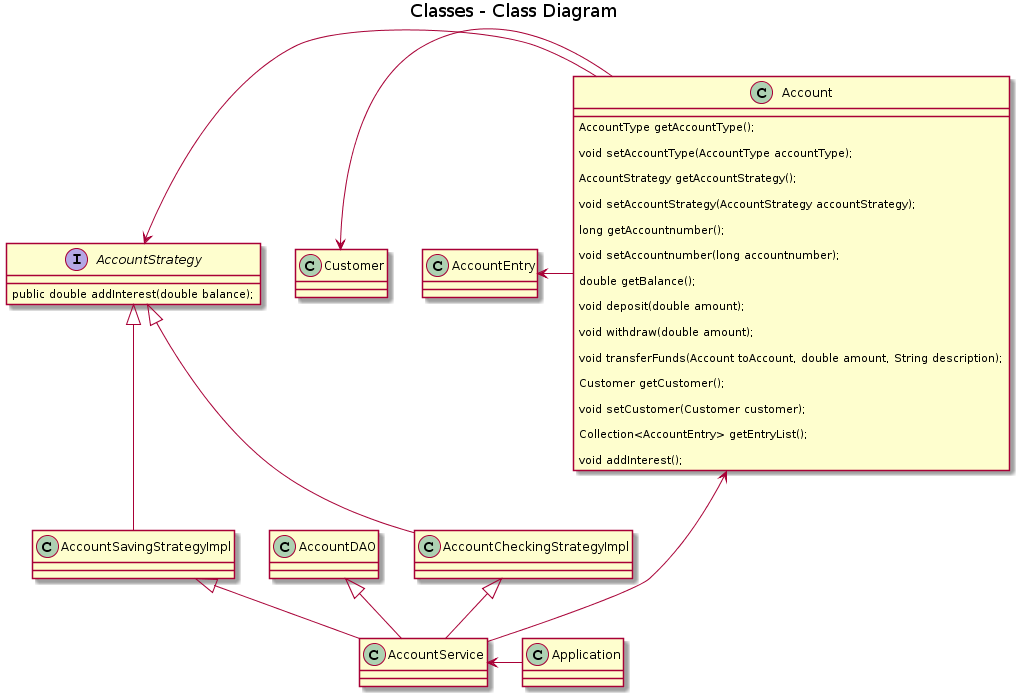 Classes - Class Diagram
C Account
AccountType getAccountType();
void setAccountType(AccountType accountType);
AccountStrategy getAccountStrategy();
void setAccountStrategy(AccountStrategy accountStrategy);
long getAccountnumber();
void setAccountnumber(long accountnumber);
double getBalance();
void deposit(double amount);
void withdraw(double amount);
void transferFunds(Account toAccount, double amount, String description);
Customer getCustomer();
void setCustomer(Customer customer);
Collection<AccountEntry> getEntryList();
void addInterest();
I AccountStrategy
public double addInterest(double balance);
C Customer
C AccountEntry
C AccountSavingStrategyImpl
C AccountDAO
C AccountCheckingStrategyImpl
C AccountService
C Application